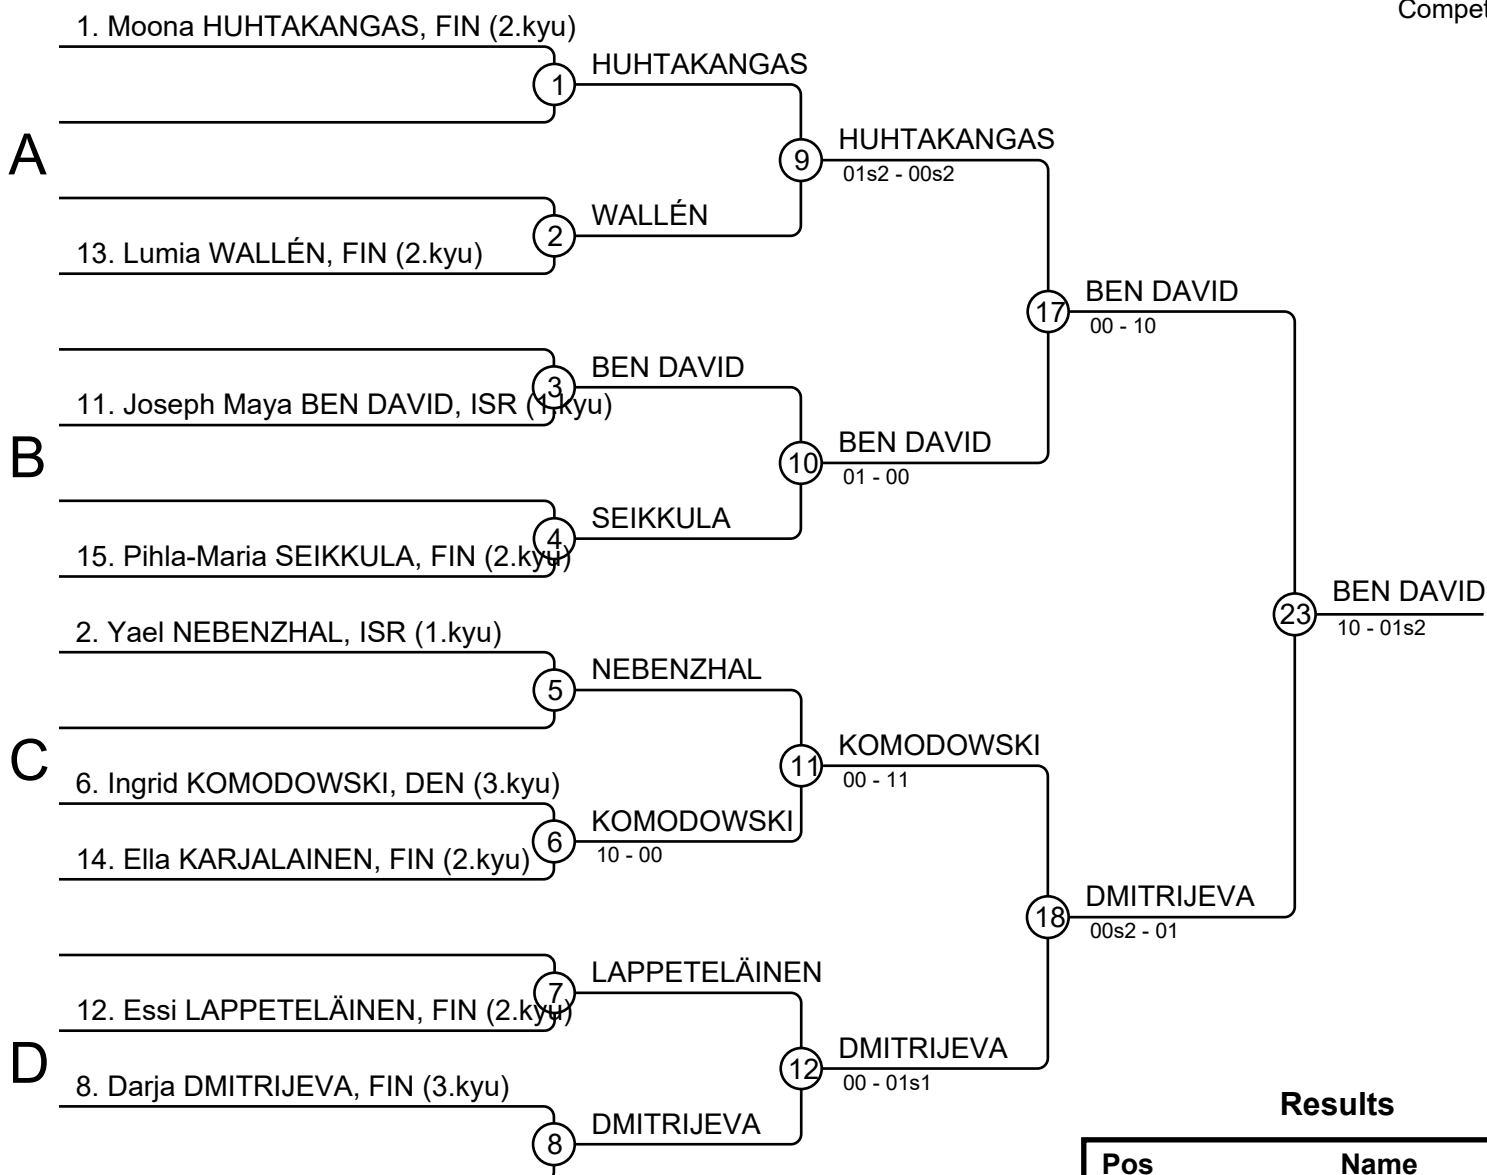 Compet
1. Moona HUHTAKANGAS, FIN (2.kyu)
1
HUHTAKANGAS
A
9
HUHTAKANGAS
01s2 - 00s2
2
WALLÉN
13. Lumia WALLÉN, FIN (2.kyu)
17
BEN DAVID
00 - 10
3
BEN DAVID
11. Joseph Maya BEN DAVID, ISR (1.kyu)
B
10
BEN DAVID
01 - 00
4
SEIKKULA
15. Pihla-Maria SEIKKULA, FIN (2.kyu)
23
BEN DAVID
10 - 01s2
2. Yael NEBENZHAL, ISR (1.kyu)
5
NEBENZHAL
C
11
KOMODOWSKI
00 - 11
6. Ingrid KOMODOWSKI, DEN (3.kyu)
6
KOMODOWSKI
10 - 00
14. Ella KARJALAINEN, FIN (2.kyu)
18
DMITRIJEVA
00s2 - 01
7
LAPPETELÄINEN
12. Essi LAPPETELÄINEN, FIN (2.kyu)
D
12
DMITRIJEVA
00 - 01s1
8. Darja DMITRIJEVA, FIN (3.kyu)
8
DMITRIJEVA
Results
Pos Name